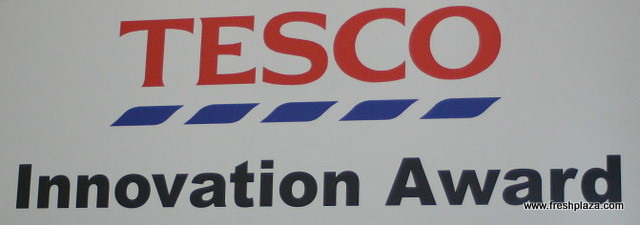 TESCO
Innovation Award
www.freshplaza.com